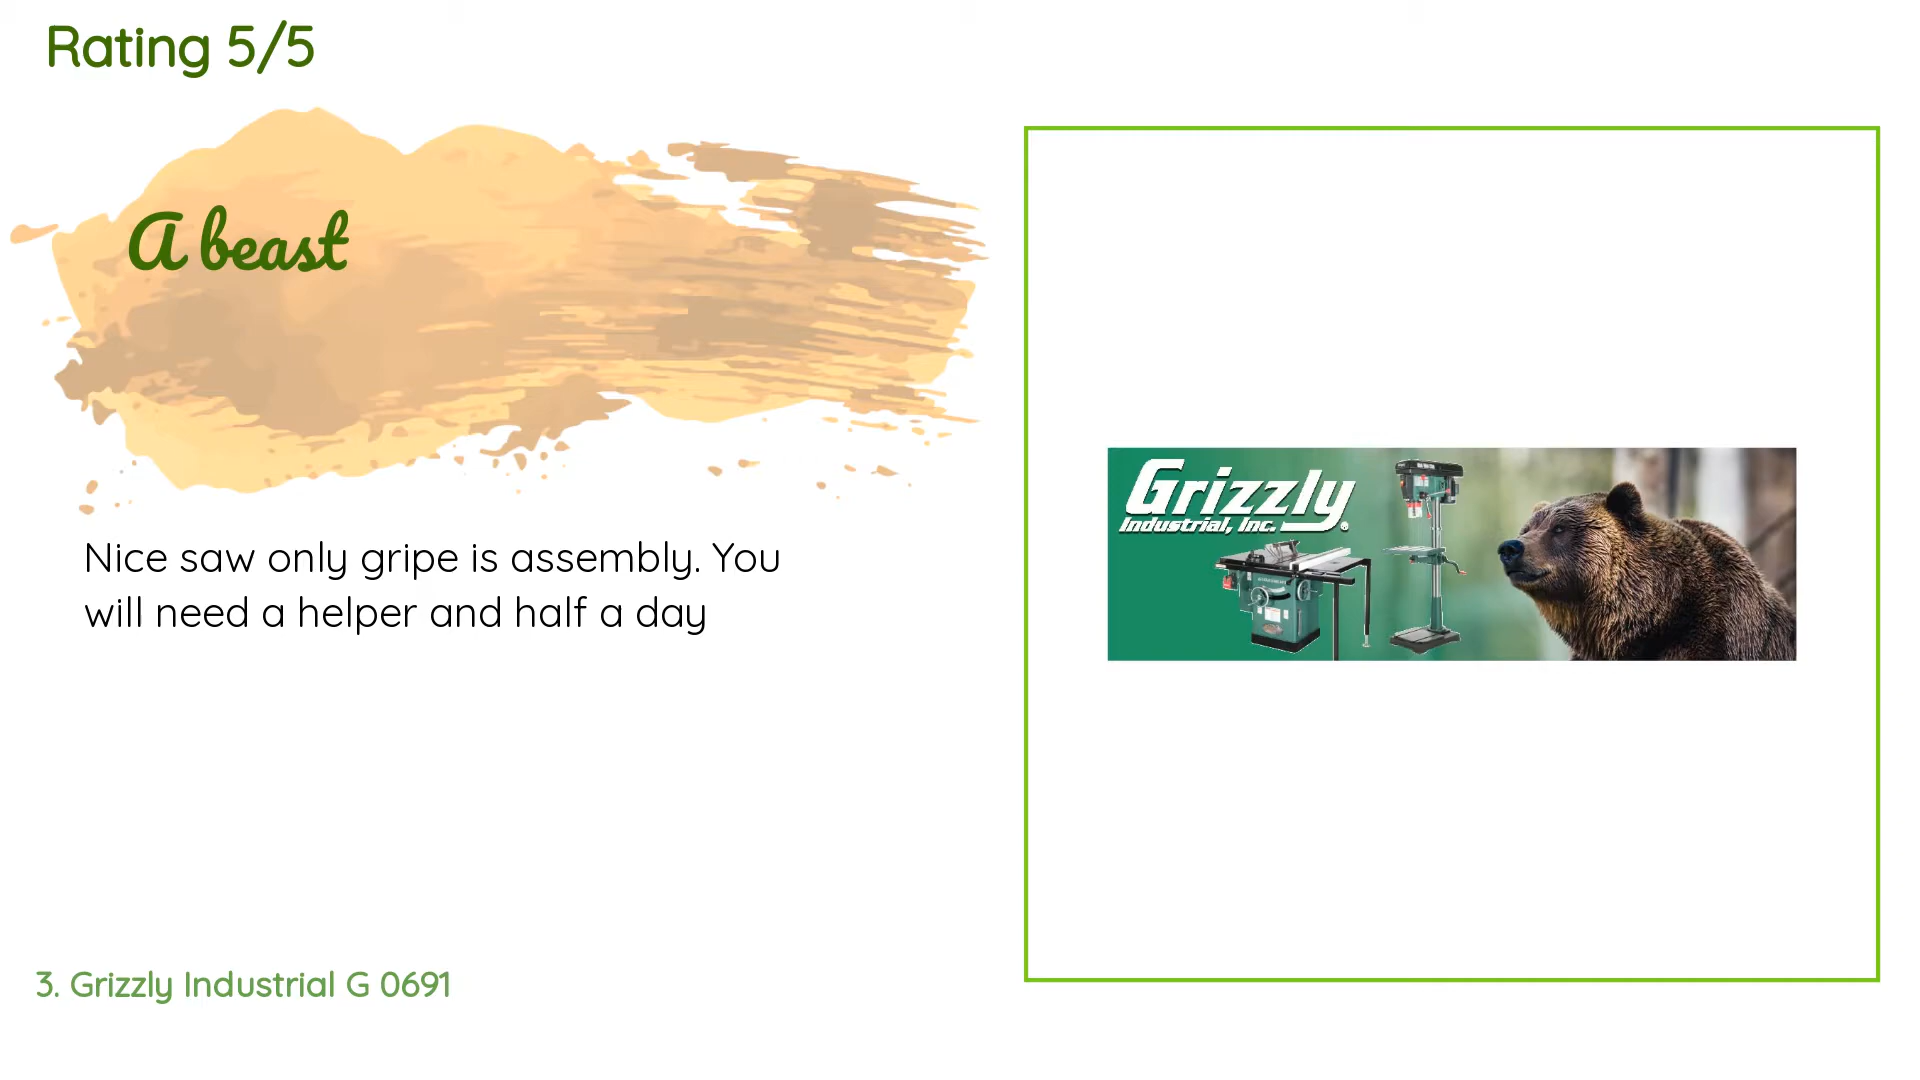 Rating 5/5
A beast
Nice saw only gripe is assembly. You
will need a helper and half a day
Grizzly
Industrial, Inc.
®
3. Grizzly Industrial G 0691